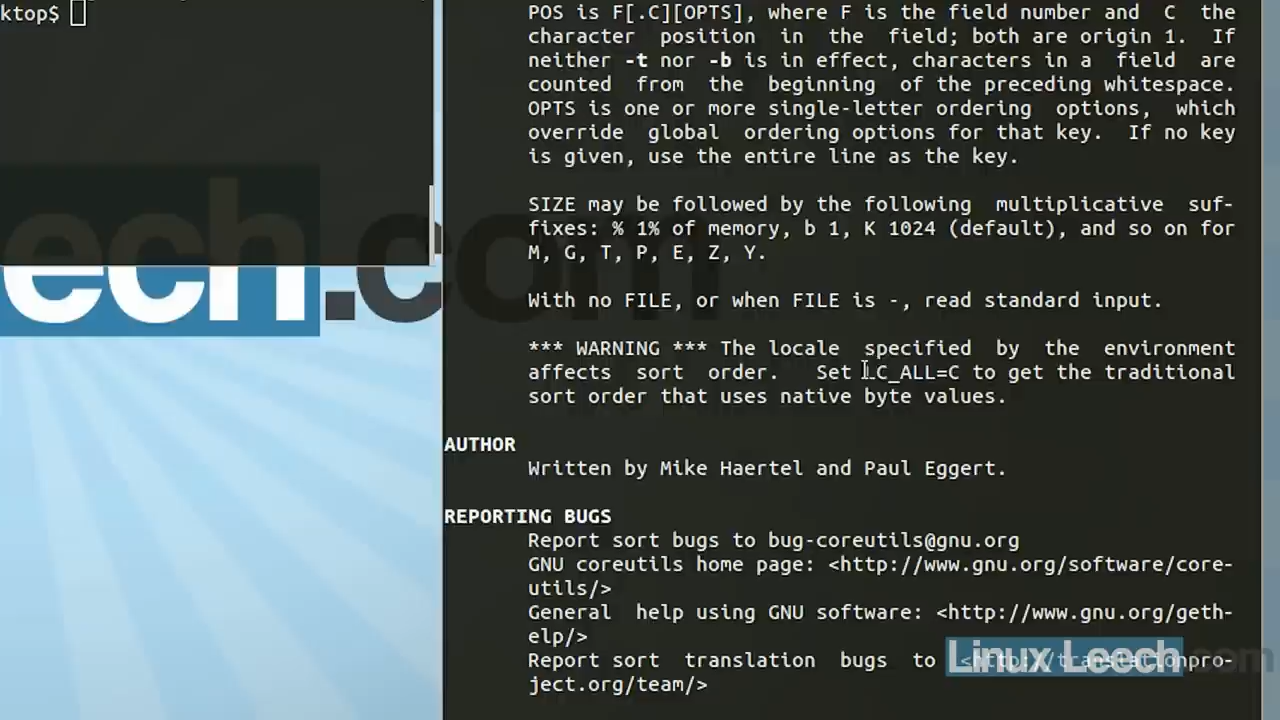 ktop$
POS is F[.C][OPTS], where F is the field number and C the
character position in the field; both are origin 1. If
neither -t nor -b is in effect, characters in a field are
counted from the beginning of the preceding whitespace.
OPTS is one or more single-letter ordering options, which
override global ordering options for that key. If no key
is given, use the entire line as the key.
SIZE may be followed by the following multiplicative suf-
fixes: % 1% of memory, b 1, K 1024 (default), and so on for
M, G, T, P, E, Z, Y.
With no FILE, or when FILE is -, read standard input.
*** WARNING *** The locale specified by the environment
affects sort order. Set LC_ALL=C to get the traditional
sort order that uses native byte values.
AUTHOR
Written by Mike Haertel and Paul Eggert.
REPORTING BUGS
Report sort bugs to bug-coreutils@gnu.org
GNU coreutils home page: <http://www.gnu.org/software/core-
utils/>
General help using GNU software: <http://www.gnu.org/geth-
elp/>
Report sort translation bugs to <http://translationpro-
ject.org/team/>
eech.com
Linux Leech.com